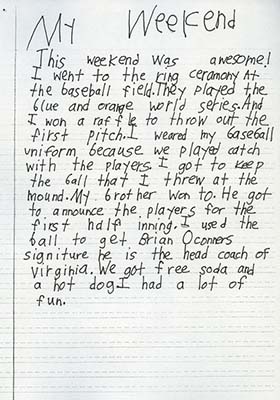 My Weekend
This weekend was awesome!
I went to the ring ceramony at
the baseball field. They played the
blue and orange world series. And
I won a raffle to throw out the
first pitch. I weared my baseball
uniform because we played catch
with the players. I got to keep
the ball that I threw at the
mound. My brother won to. He got
to announce the players for the
first half inning. I used the
ball to get Brian Oconners
signiture he is the head coach of
virginia. We got free soda and
a hot dog. I had a lot of
fun.